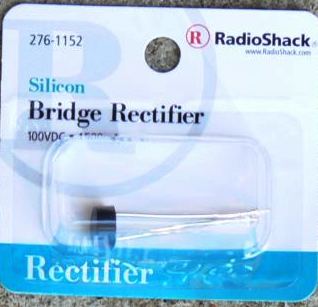 276-1152
R RadioShack®
www.RadioShack.com
Silicon
Bridge Rectifier
100VDC •
Rectifier